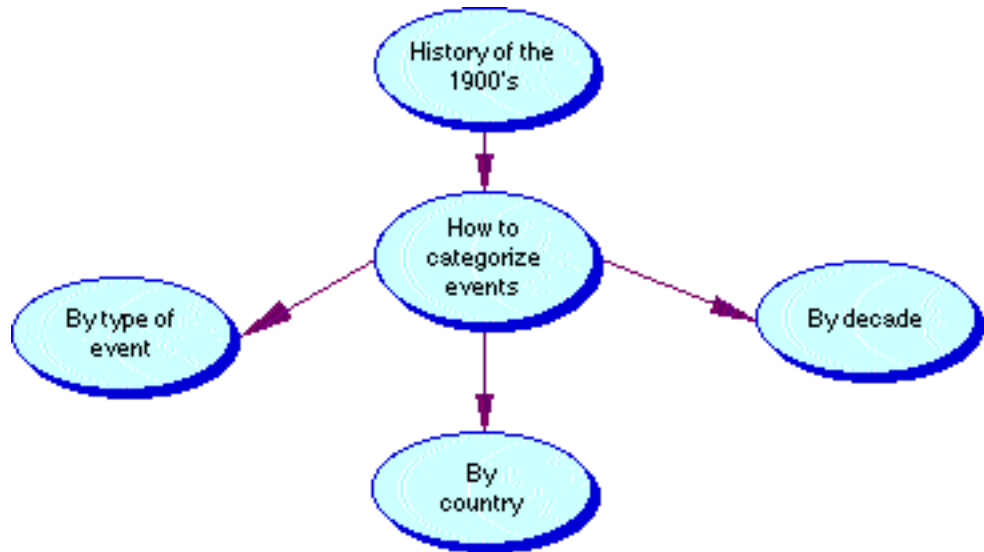 History of the
1900's
How to
categorize
events
By type of
event
By decade
By
country